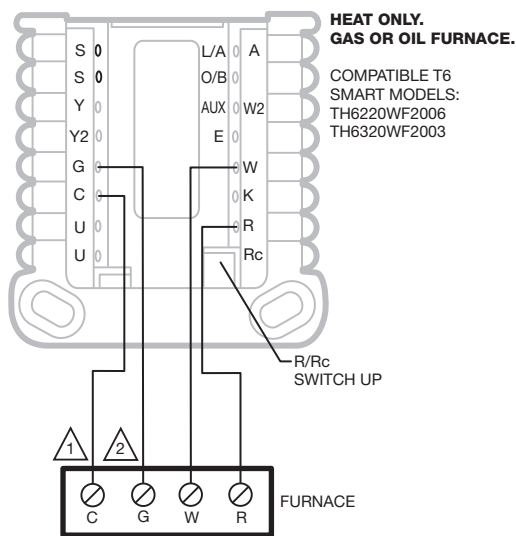 HEAT ONLY.
GAS OR OIL FURNACE.
COMPATIBLE T6
SMART MODELS:
TH6220WF2006
TH6320WF2003
S L/A A
S O/B
Y AUX W2
Y2 E
G W
C K
U R
U Rc
R/Rc
SWITCH UP
1 2
C G W R FURNACE